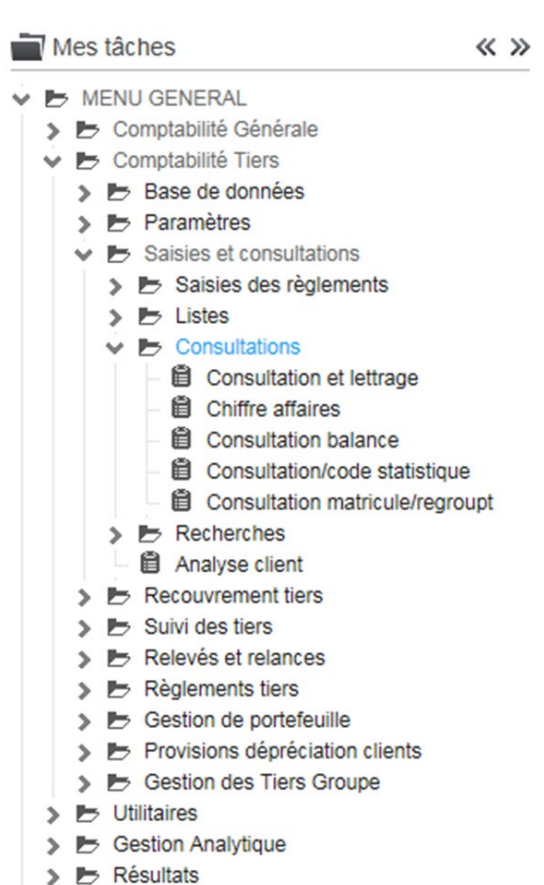 Mes tâches
MENU GENERAL
Comptabilité Générale
Comptabilité Tiers
Base de données
Paramètres
Saisies et consultations
Saisies des règlements
Listes
Consultations
Consultation et lettrage
Chiffre affaires
Consultation balance
Consultation/code statistique
Consultation matricule/regroupt
Recherches
Analyse client
Recouvrement tiers
Suivi des tiers
Relevés et relances
Règlements tiers
Gestion de portefeuille
Provisions dépréciation clients
Gestion des Tiers Groupe
Utilitaires
Gestion Analytique
Résultats